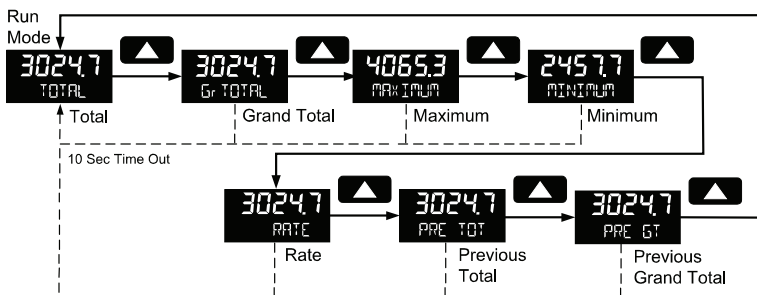 Run
Mode
3024.7
TOTAL
3024.7
Gr TOTAL
4065.3
MAXIMUM
2457.7
MINIMUM
Total
Grand Total
Maximum
Minimum
10 Sec Time Out
3024.7
RATE
3024.7
PRE TOT
3024.7
PRE GT
Rate
Previous
Total
Previous
Grand Total